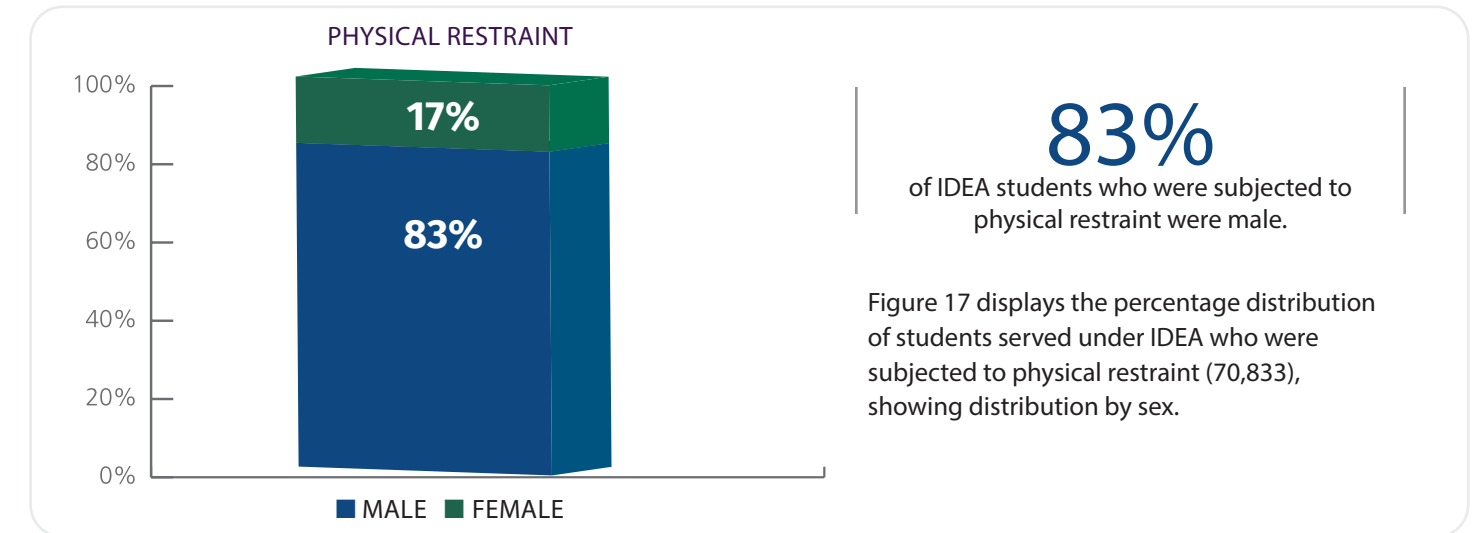 PHYSICAL RESTRAINT
100%
80%
60%
40%
20%
0%
17%
83%
MALE FEMALE
83%
of IDEA students who were subjected to
physical restraint were male.
Figure 17 displays the percentage distribution
of students served under IDEA who were
subjected to physical restraint (70,833),
showing distribution by sex.